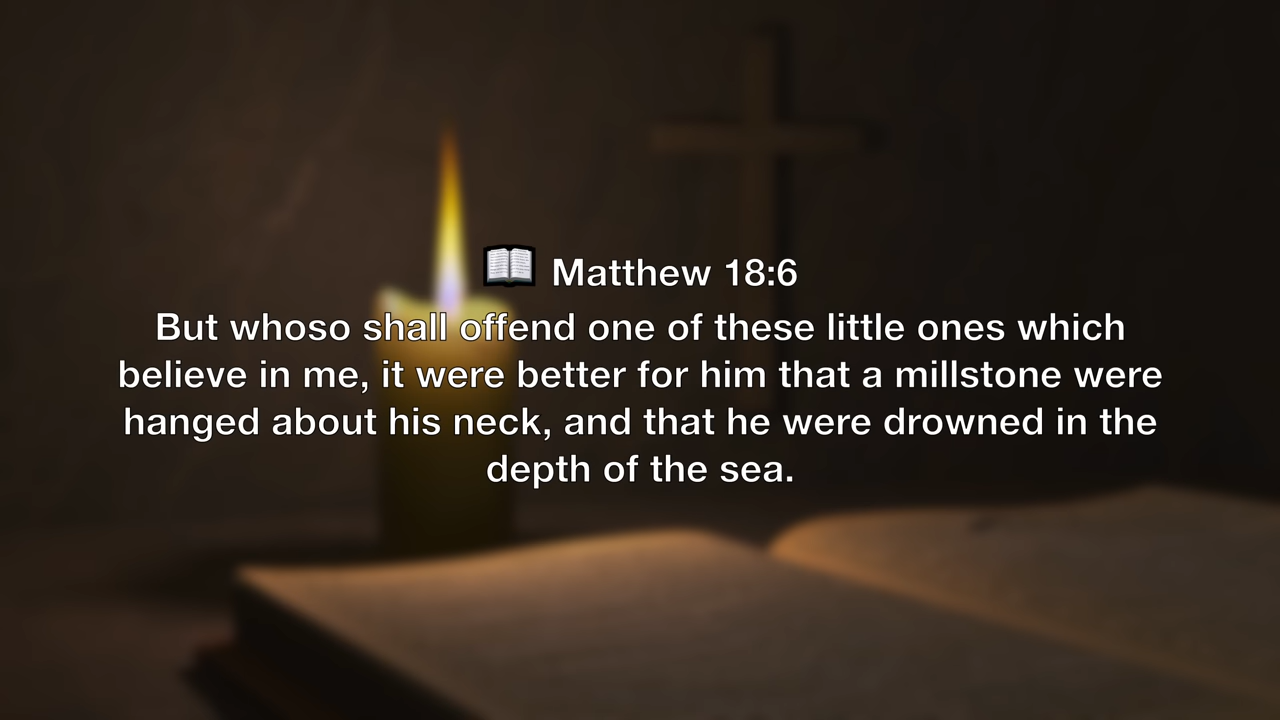 📖 Matthew 18:6
But whoso shall offend one of these little ones which
believe in me, it were better for him that a millstone were
hanged about his neck, and that he were drowned in the
depth of the sea.